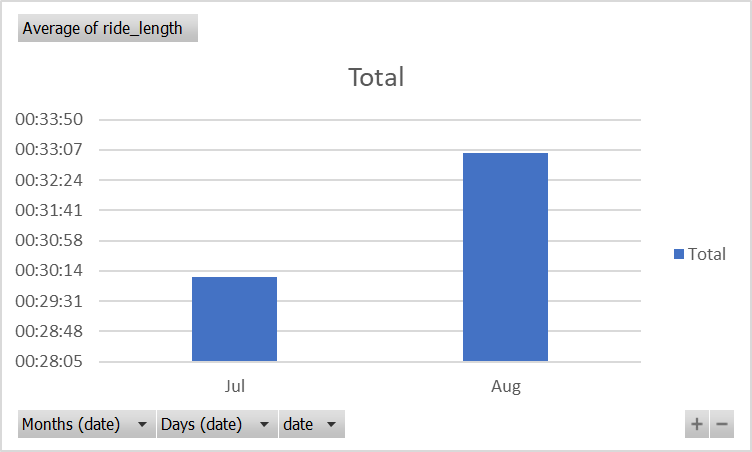 Average of ride_length
Total
00:33:50
00:33:07
00:32:24
00:31:41
00:30:58
00:30:14
00:29:31
00:28:48
00:28:05
Total
Jul Aug
Months (date) Days (date) date + −